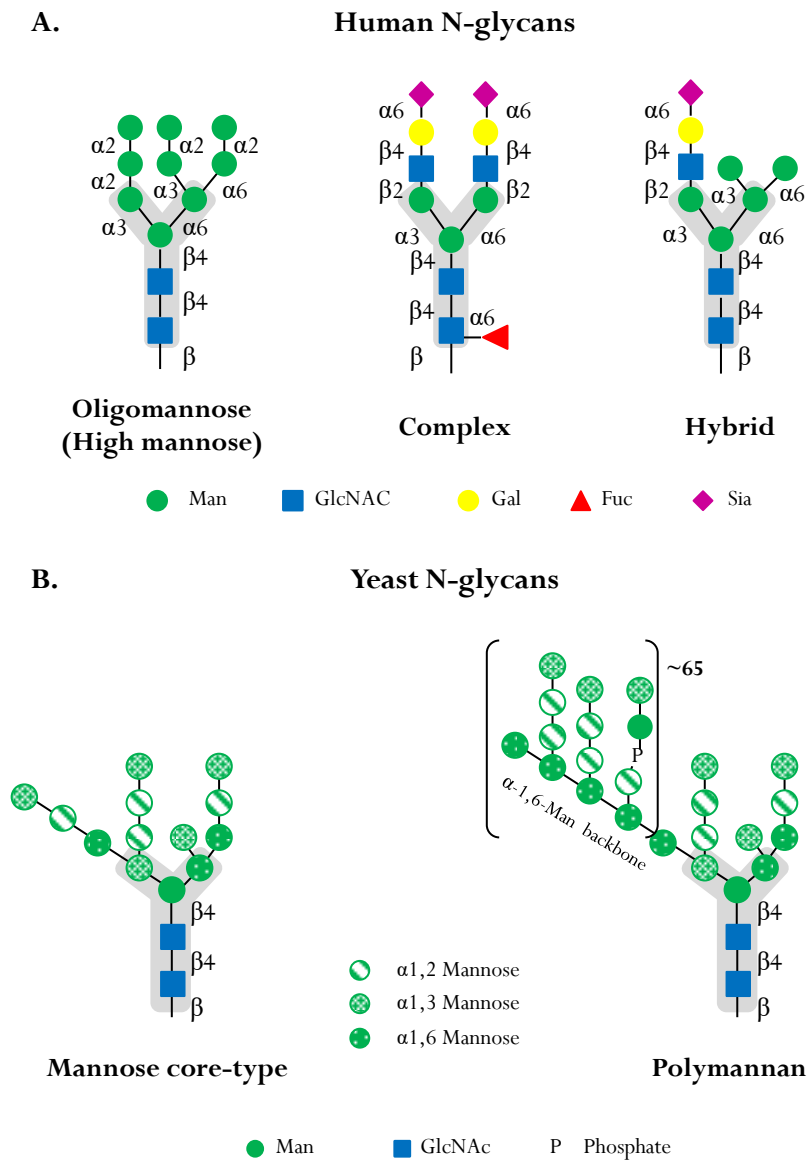 A.
Human N-glycans
α6 α6 α6
α2 α2 α2 β4 β4 β4
α2 α3 α6 β2 β2 β2 α3 α6
α3 α6 α3 α6 α3 α6
β4 β4 β4
β4 β4 α6 β4
β β β
Oligomannose
(High mannose)
Complex
Hybrid
Man GlcNAC Gal Fuc Sia
B.
Yeast N-glycans
~65
P
α-1,6-Man backbone
β4 β4
β4 β4
β β
α1,2 Mannose
α1,3 Mannose
α1,6 Mannose
Mannose core-type
Polymannan
Man GlcNAc P Phosphate